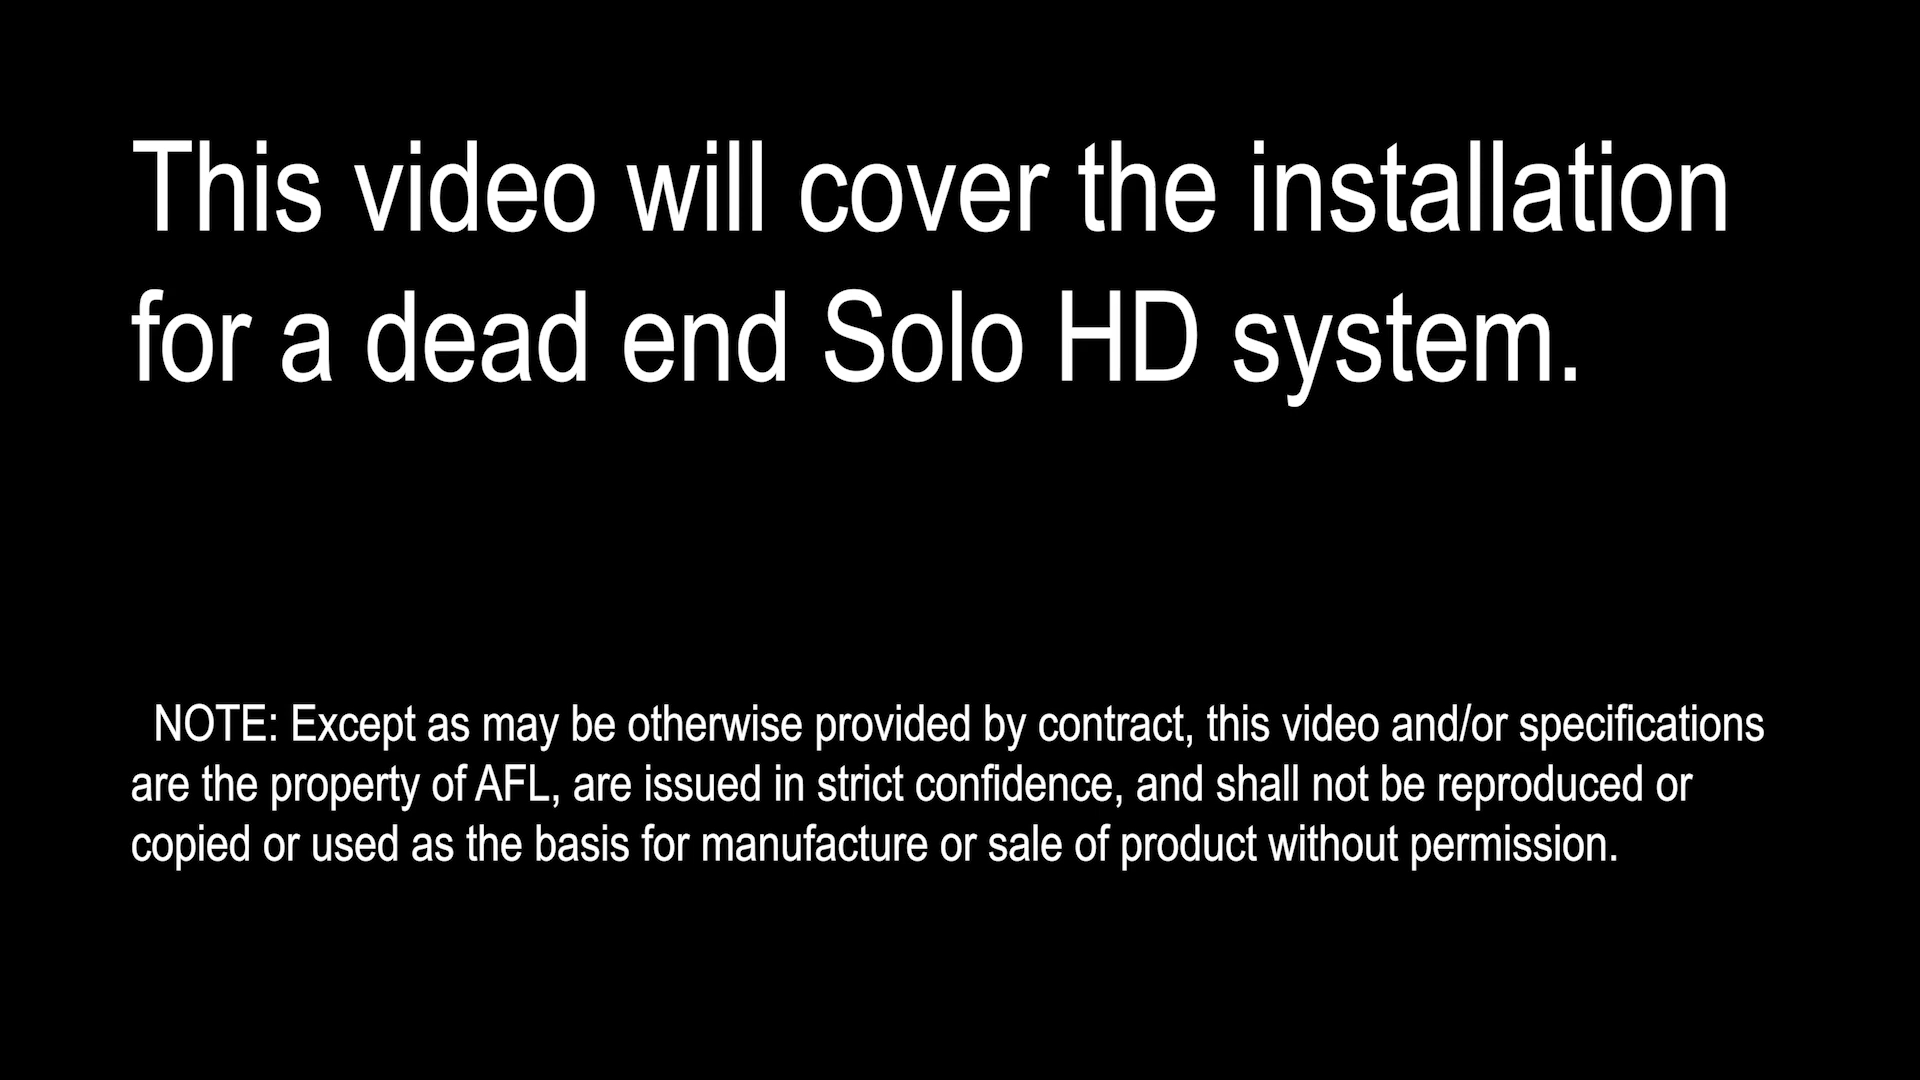 This video will cover the installation
for a dead end Solo HD system.
NOTE: Except as may be otherwise provided by contract, this video and/or specifications
are the property of AFL, are issued in strict confidence, and shall not be reproduced or
copied or used as the basis for manufacture or sale of product without permission.